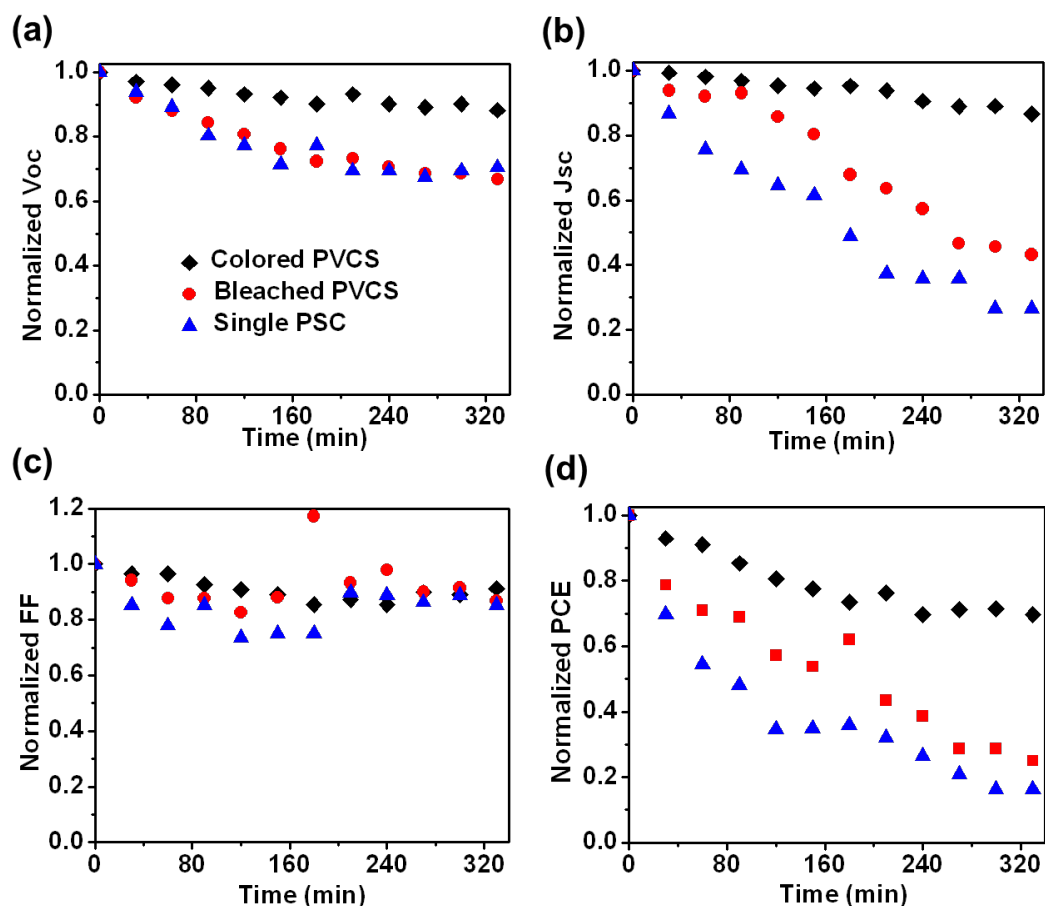 (a)
Normalized Voc
1.0
0.8
0.6
0.4
0.2
0.0
Colored PVCS
Bleached PVCS
Single PSC
0 80 160 240 320
Time (min)
(b)
Normalized Jsc
1.0
0.8
0.6
0.4
0.2
0.0
0 80 160 240 320
Time (min)
(c)
Normalized FF
1.2
1.0
0.8
0.6
0.4
0.2
0.0
0 80 160 240 320
Time (min)
(d)
Normalized PCE
1.0
0.8
0.6
0.4
0.2
0.0
0 80 160 240 320
Time (min)